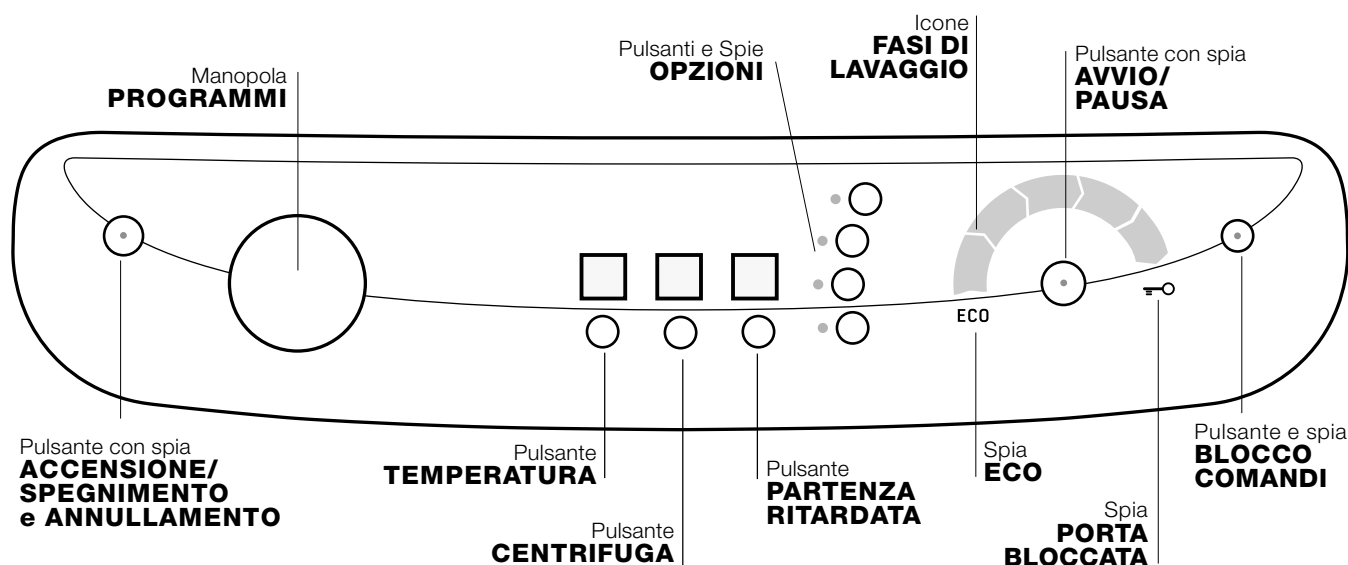 Manopola
PROGRAMMI
Pulsanti e Spie
OPZIONI
Icone
FASI DI
LAVAGGIO
Pulsante con spia
AVVIO/
PAUSA
ECO
Pulsante con spia
ACCENSIONE/
SPEGNIMENTO
e ANNULLAMENTO
Pulsante
TEMPERATURA
Pulsante
CENTRIFUGA
Pulsante
PARTENZA
RITARDATA
Spia
ECO
Spia
PORTA
BLOCCATA
Pulsante e spia
BLOCCO
COMANDI